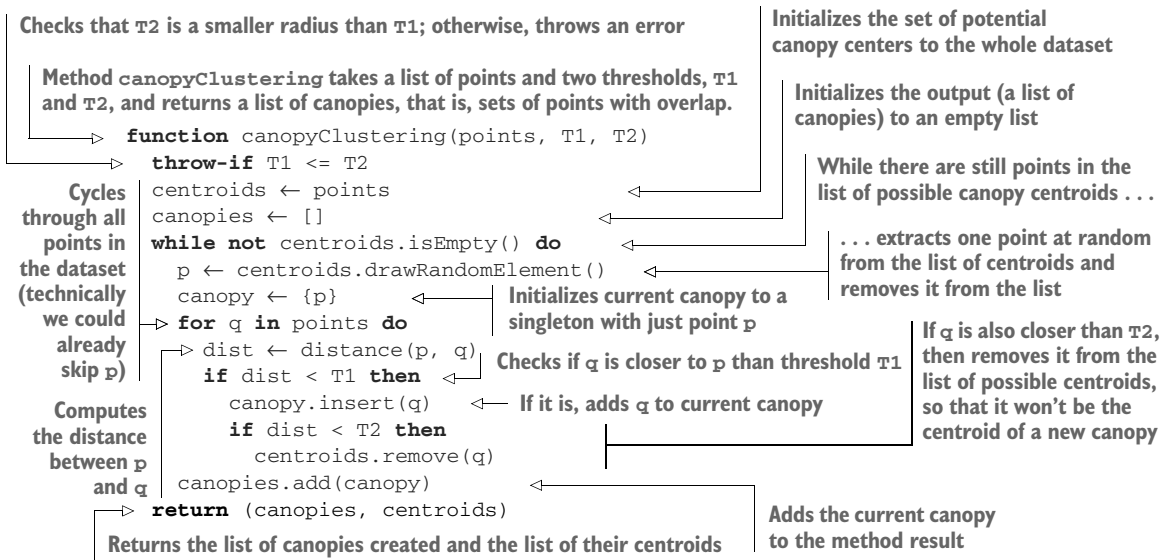 Checks that T2 is a smaller radius than T1; otherwise, throws an error
Initializes the set of potential
canopy centers to the whole dataset
Method canopyClustering takes a list of points and two thresholds, T1
and T2, and returns a list of canopies, that is, sets of points with overlap.
Initializes the output (a list of
canopies) to an empty list
function canopyClustering(points, T1, T2)
throw-if T1 <= T2
centroids ← points
canopies ← []
while not centroids.isEmpty() do
p ← centroids.drawRandomElement()
canopy ← {p}
for q in points do
dist ← distance(p, q)
if dist < T1 then
canopy.insert(q)
if dist < T2 then
centroids.remove(q)
canopies.add(canopy)
return (canopies, centroids)
While there are still points in the
list of possible canopy centroids . . .
. . . extracts one point at random
from the list of centroids and
removes it from the list
Cycles
through all
points in
the dataset
(technically
we could
already
skip p)
Initializes current canopy to a
singleton with just point p
Checks if q is closer to p than threshold T1
If it is, adds q to current canopy
If q is also closer than T2,
then removes it from the
list of possible centroids,
so that it won't be the
centroid of a new canopy
Computes
the distance
between p
and q
Adds the current canopy
to the method result
Returns the list of canopies created and the list of their centroids